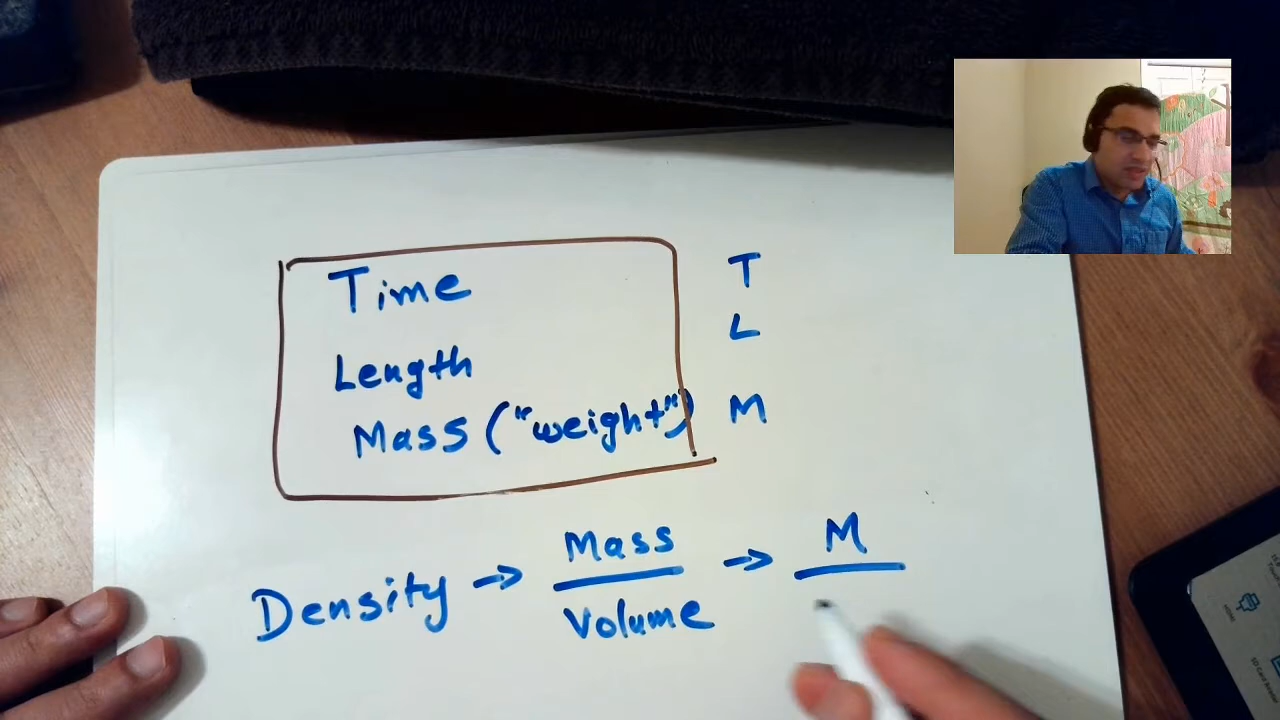 Time T
Length L
Mass ("weight") M
Density → Mass / Volume → M